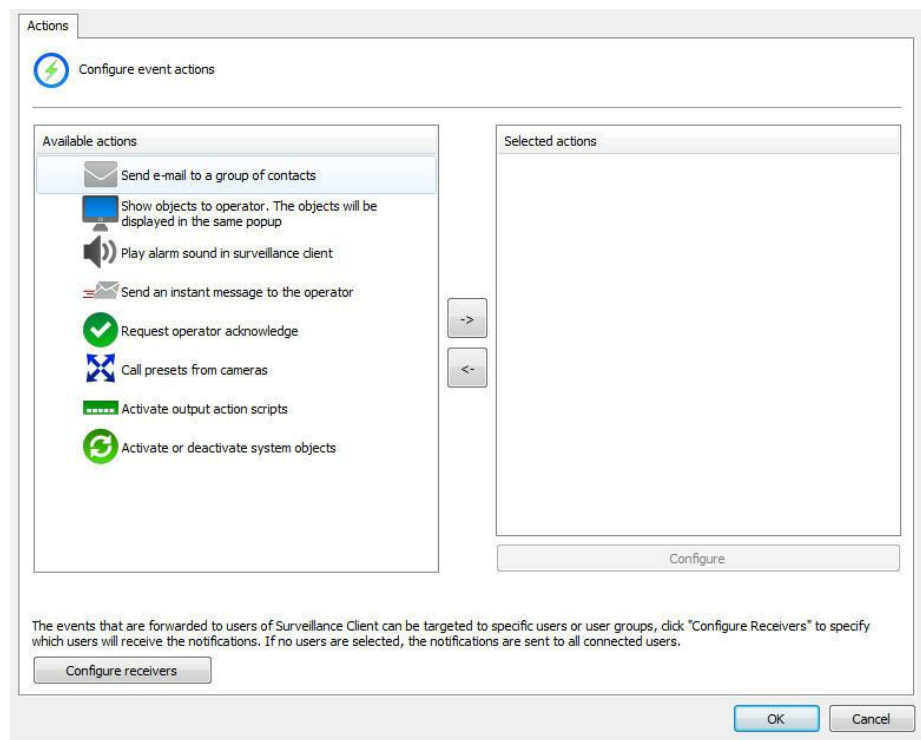 Actions
Configure event actions
Available actions
Send e-mail to a group of contacts
Show objects to operator. The objects will be
displayed in the same popup
Play alarm sound in surveillance client
Send an instant message to the operator
Request operator acknowledge
Call presets from cameras
Activate output action scripts
Activate or deactivate system objects
->
<-
Selected actions
Configure
The events that are forwarded to users of Surveillance Client can be targeted to specific users or user groups, click "Configure Receivers" to specify
which users will receive the notifications. If no users are selected, the notifications are sent to all connected users.
Configure receivers
OK
Cancel